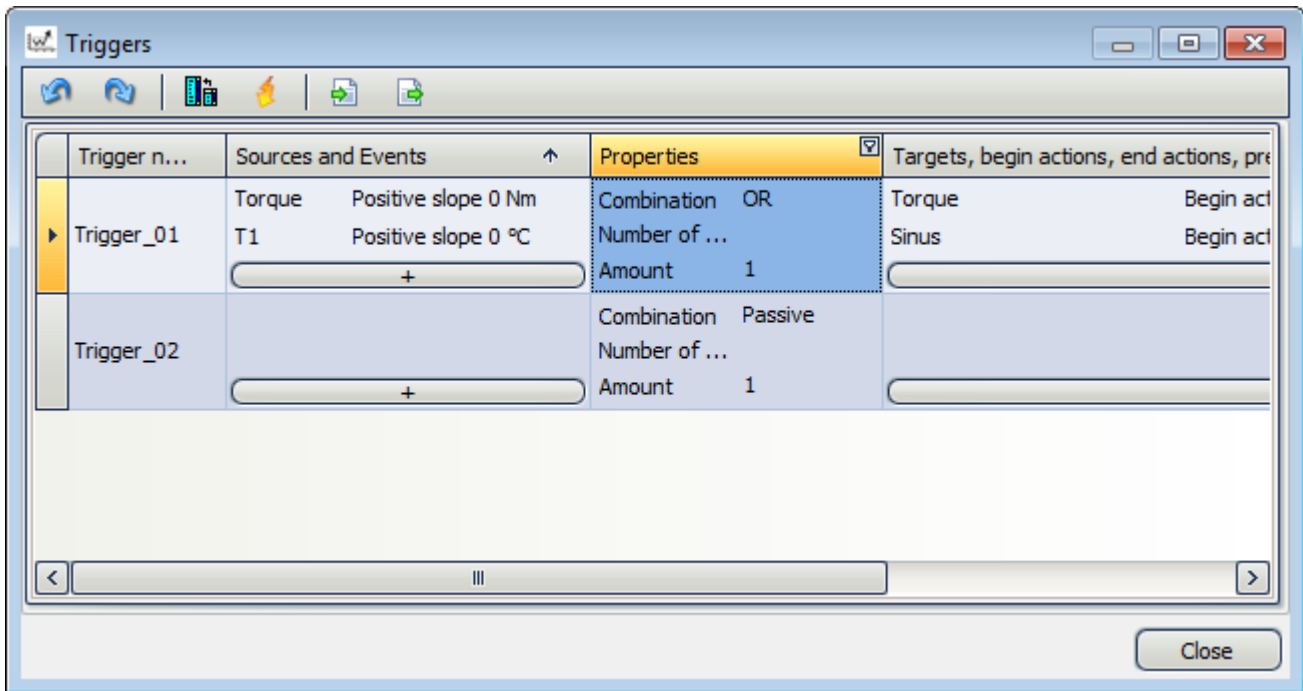 Triggers
Trigger n... Sources and Events Properties Targets, begin actions, end actions, pre
Torque Positive slope 0 Nm Combination OR Torque Begin act
Trigger_01 T1 Positive slope 0 °C Number of ... Sinus Begin act
+ Amount 1
Combination Passive
Trigger_02 Number of ...
+ Amount 1
Close